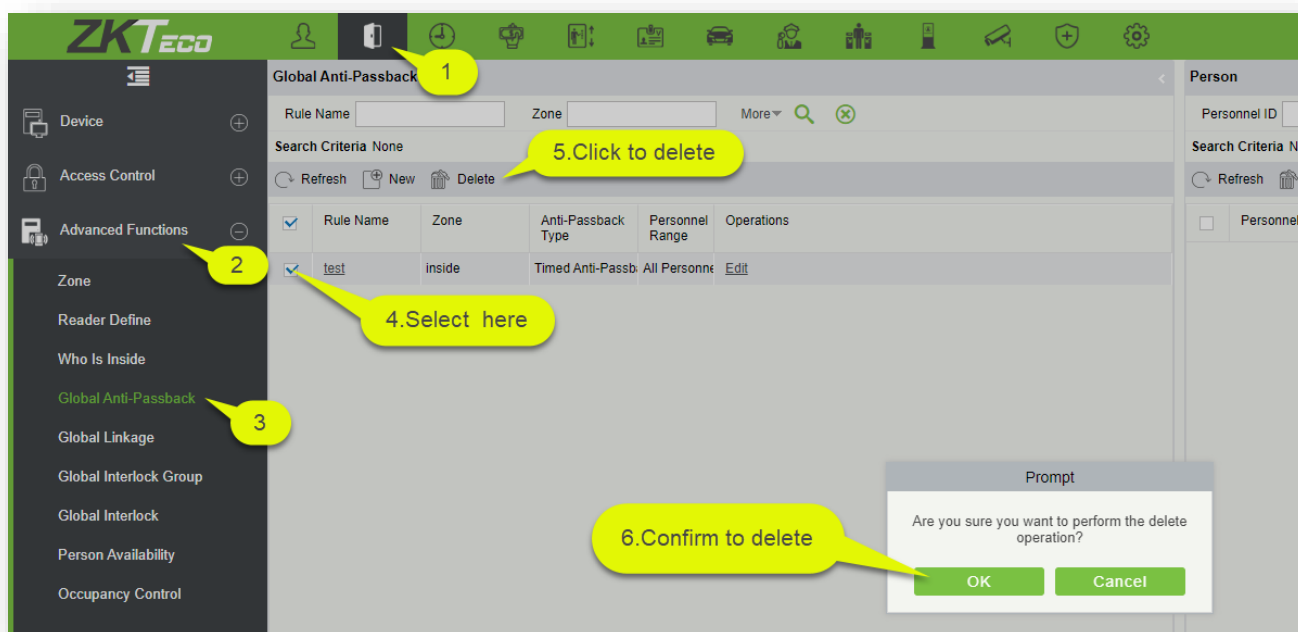 ZKTeco
1
Device
Access Control
Advanced Functions
2
Zone
Reader Define
Who Is Inside
Global Anti-Passback
3
Global Linkage
Global Interlock Group
Global Interlock
Person Availability
Occupancy Control
Global Anti-Passback
Rule Name
Zone
More
Search Criteria None
5.Click to delete
Refresh New Delete
Rule Name Zone Anti-Passback Type Personnel Range Operations
test inside Timed Anti-Passb All Personne Edit
4.Select here
6.Confirm to delete
Prompt
Are you sure you want to perform the delete
operation?
OK Cancel
Person
Personnel ID
Search Criteria N
Refresh
Personnel